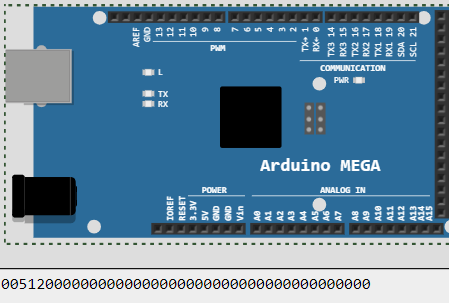 AREF
GND
13
12
11
10
9
8
7
6
5
4
3
2
TX→ 1
RX← 0
TX3 14
RX3 15
TX2 16
RX2 17
TX1 18
RX1 19
SDA 20
SCL 21
PWM
COMMUNICATION
L
PWR
TX
RX
Arduino MEGA
POWER
ANALOG IN
IOREF
RESET
3.3V
5V
GND
GND
Vin
A0
A1
A2
A3
A4
A5
A6
A7
A8
A9
A10
A11
A12
A13
A14
A15